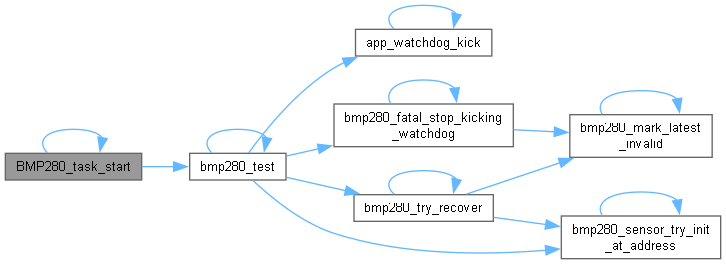 app_watchdog_kick
bmp280_fatal_stop_kicking
_watchdog
bmp280_mark_latest
_invalid
BMP280_task_start
bmp280_test
bmp280_try_recover
bmp280_sensor_try_init
_at_address